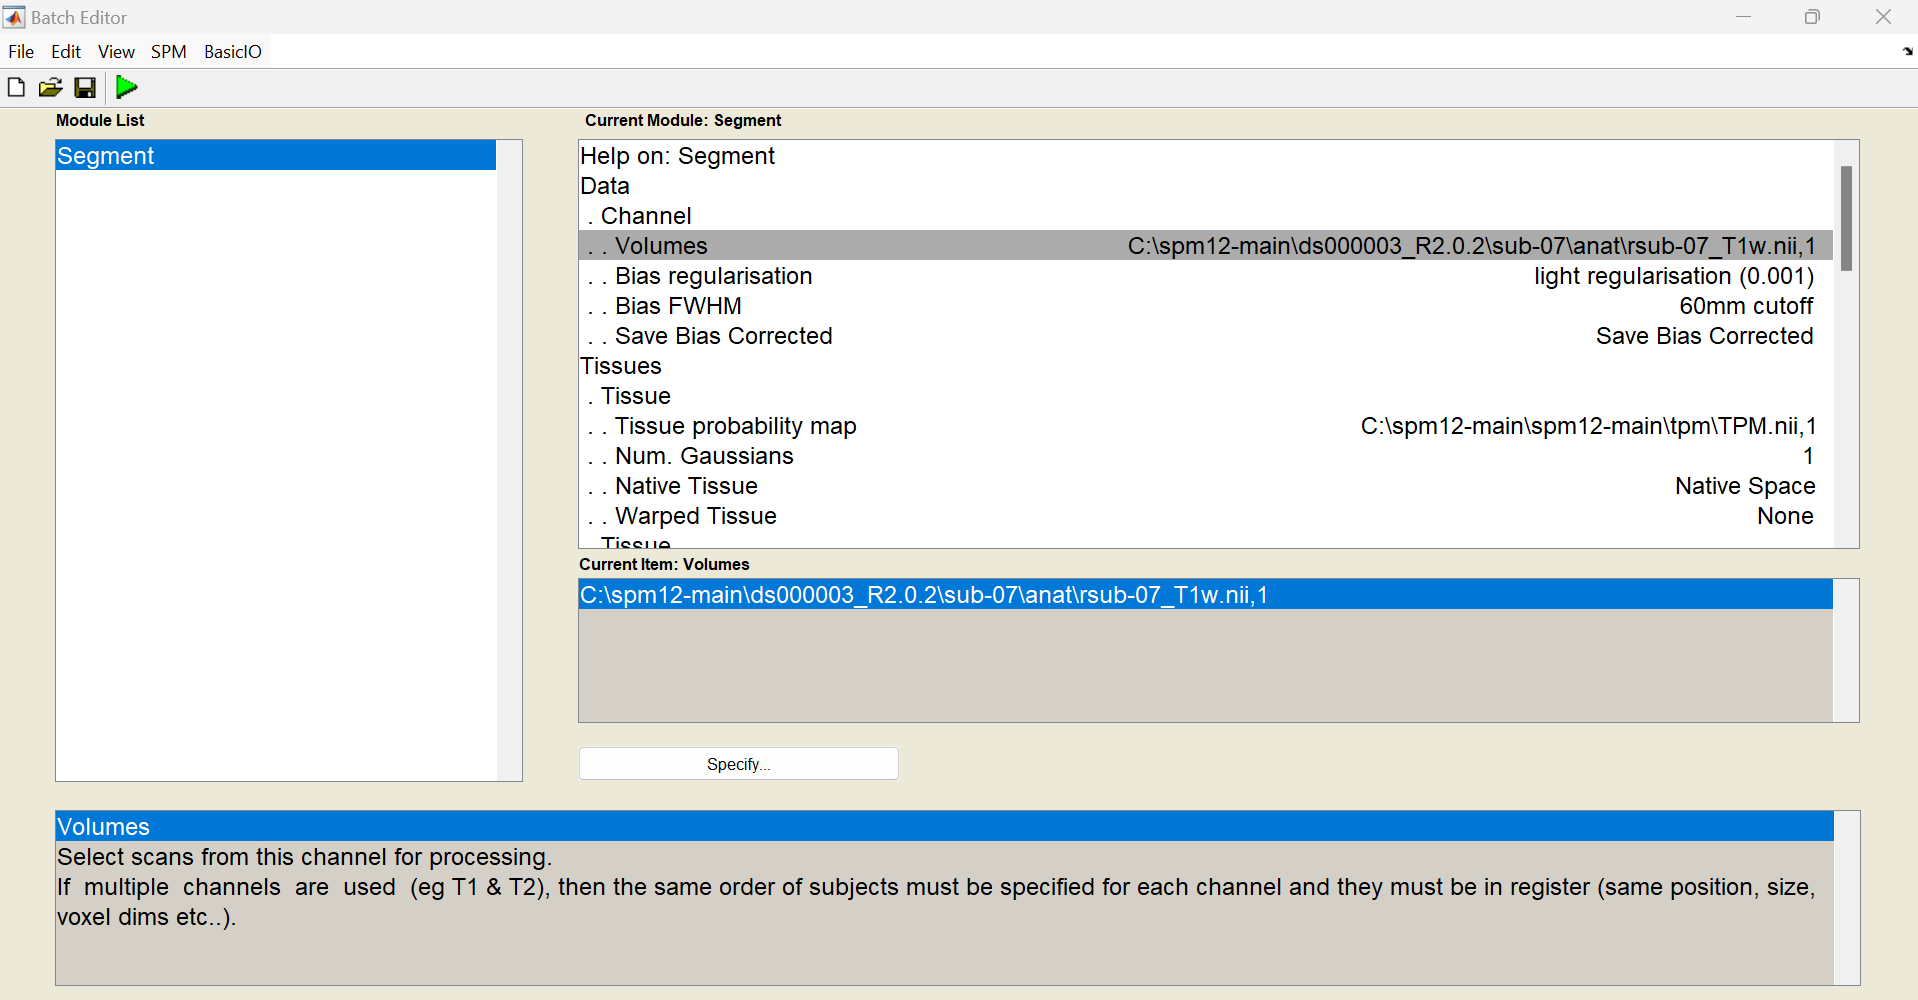 Batch Editor
File Edit View SPM BasicIO
Module List
Segment
Current Module: Segment
Help on: Segment
Data
. Channel
. . Volumes C:\spm12-main\ds000003_R2.0.2\sub-07\anat\rsub-07_T1w.nii,1
. . Bias regularisation light regularisation (0.001)
. . Bias FWHM 60mm cutoff
. . Save Bias Corrected Save Bias Corrected
Tissues
. Tissue
. . Tissue probability map C:\spm12-main\spm12-main\tpm\TPM.nii,1
. . Num. Gaussians 1
. . Native Tissue Native Space
. . Warped Tissue None
Tissue
Current Item: Volumes
C:\spm12-main\ds000003_R2.0.2\sub-07\anat\rsub-07_T1w.nii,1
Specify...
Volumes
Select scans from this channel for processing.
If multiple channels are used (eg T1 & T2), then the same order of subjects must be specified for each channel and they must be in register (same position, size,
voxel dims etc..).